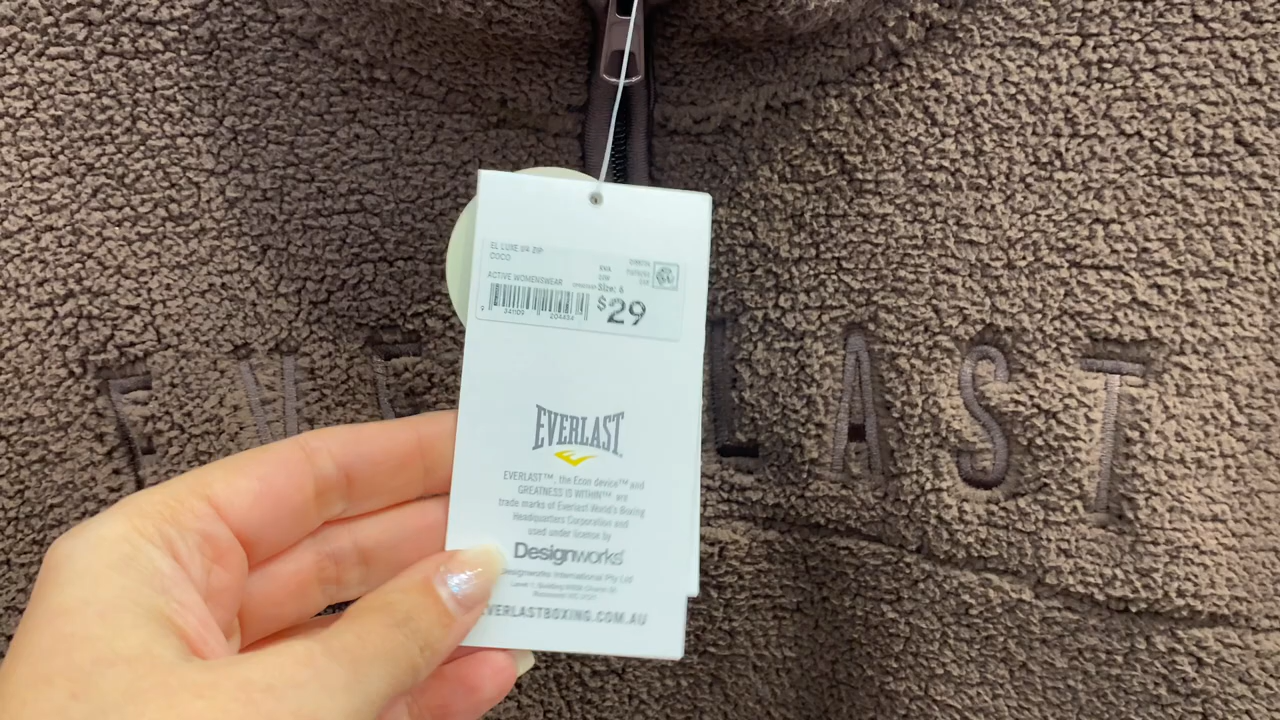 EL LUXE 1/4 ZIP
COCO
ACTIVE WOMENSWEAR
Size: 6
$29
EVERLAST
EVERLAST™, the Econ device™ and
GREATNESS IS WITHIN™ are
trade marks of Everlast World's Boxing
Headquarters Corporation and
used under license by
Designworks
Designworks International Pty Ltd
EVERLASTBOXING.COM.AU
LAST